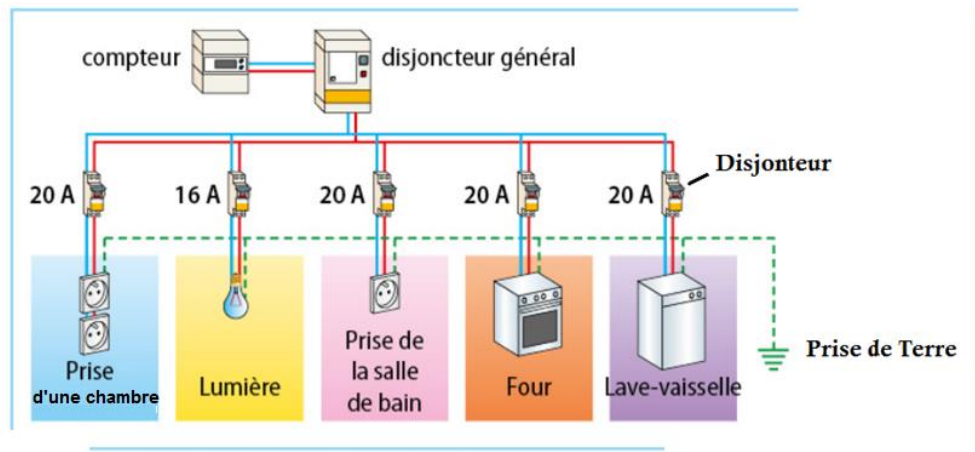 compteur
disjoncteur général
Disjonteur
20 A
16 A
20 A
20 A
20 A
Prise
d'une chambre
Lumière
Prise de
la salle
de bain
Four
Lave-vaisselle
Prise de Terre